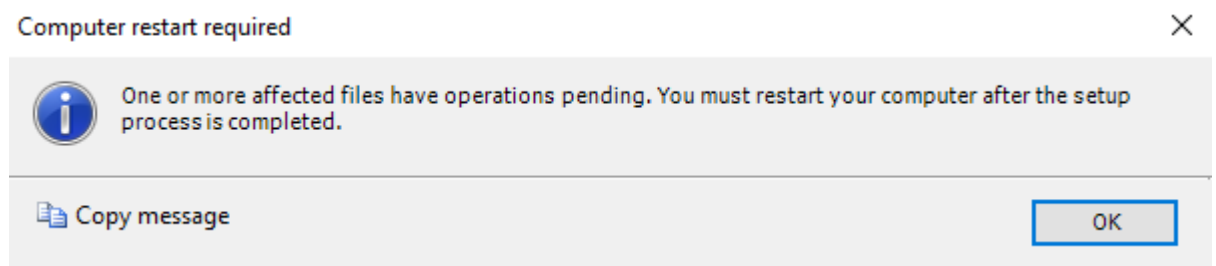 Computer restart required
One or more affected files have operations pending. You must restart your computer after the setup
process is completed.
Copy message
OK